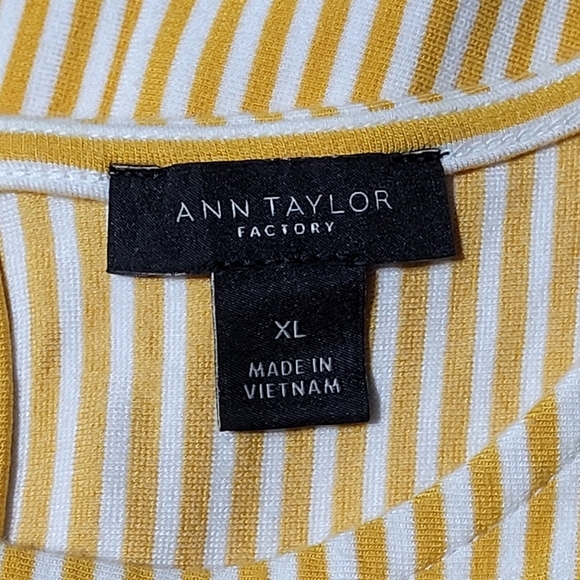 ANN TAYLOR
FACTORY
XL
MADE IN
VIETNAM